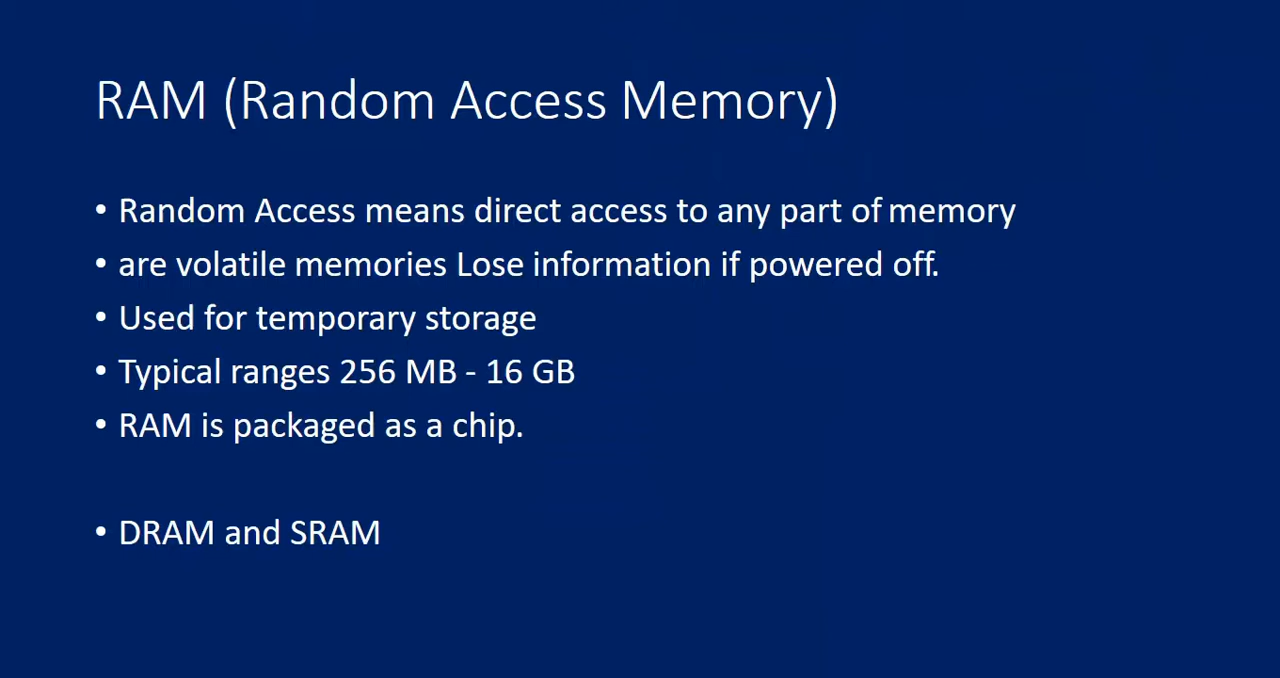 RAM (Random Access Memory)
• Random Access means direct access to any part of memory
• are volatile memories Lose information if powered off.
• Used for temporary storage
• Typical ranges 256 MB - 16 GB
• RAM is packaged as a chip.
• DRAM and SRAM